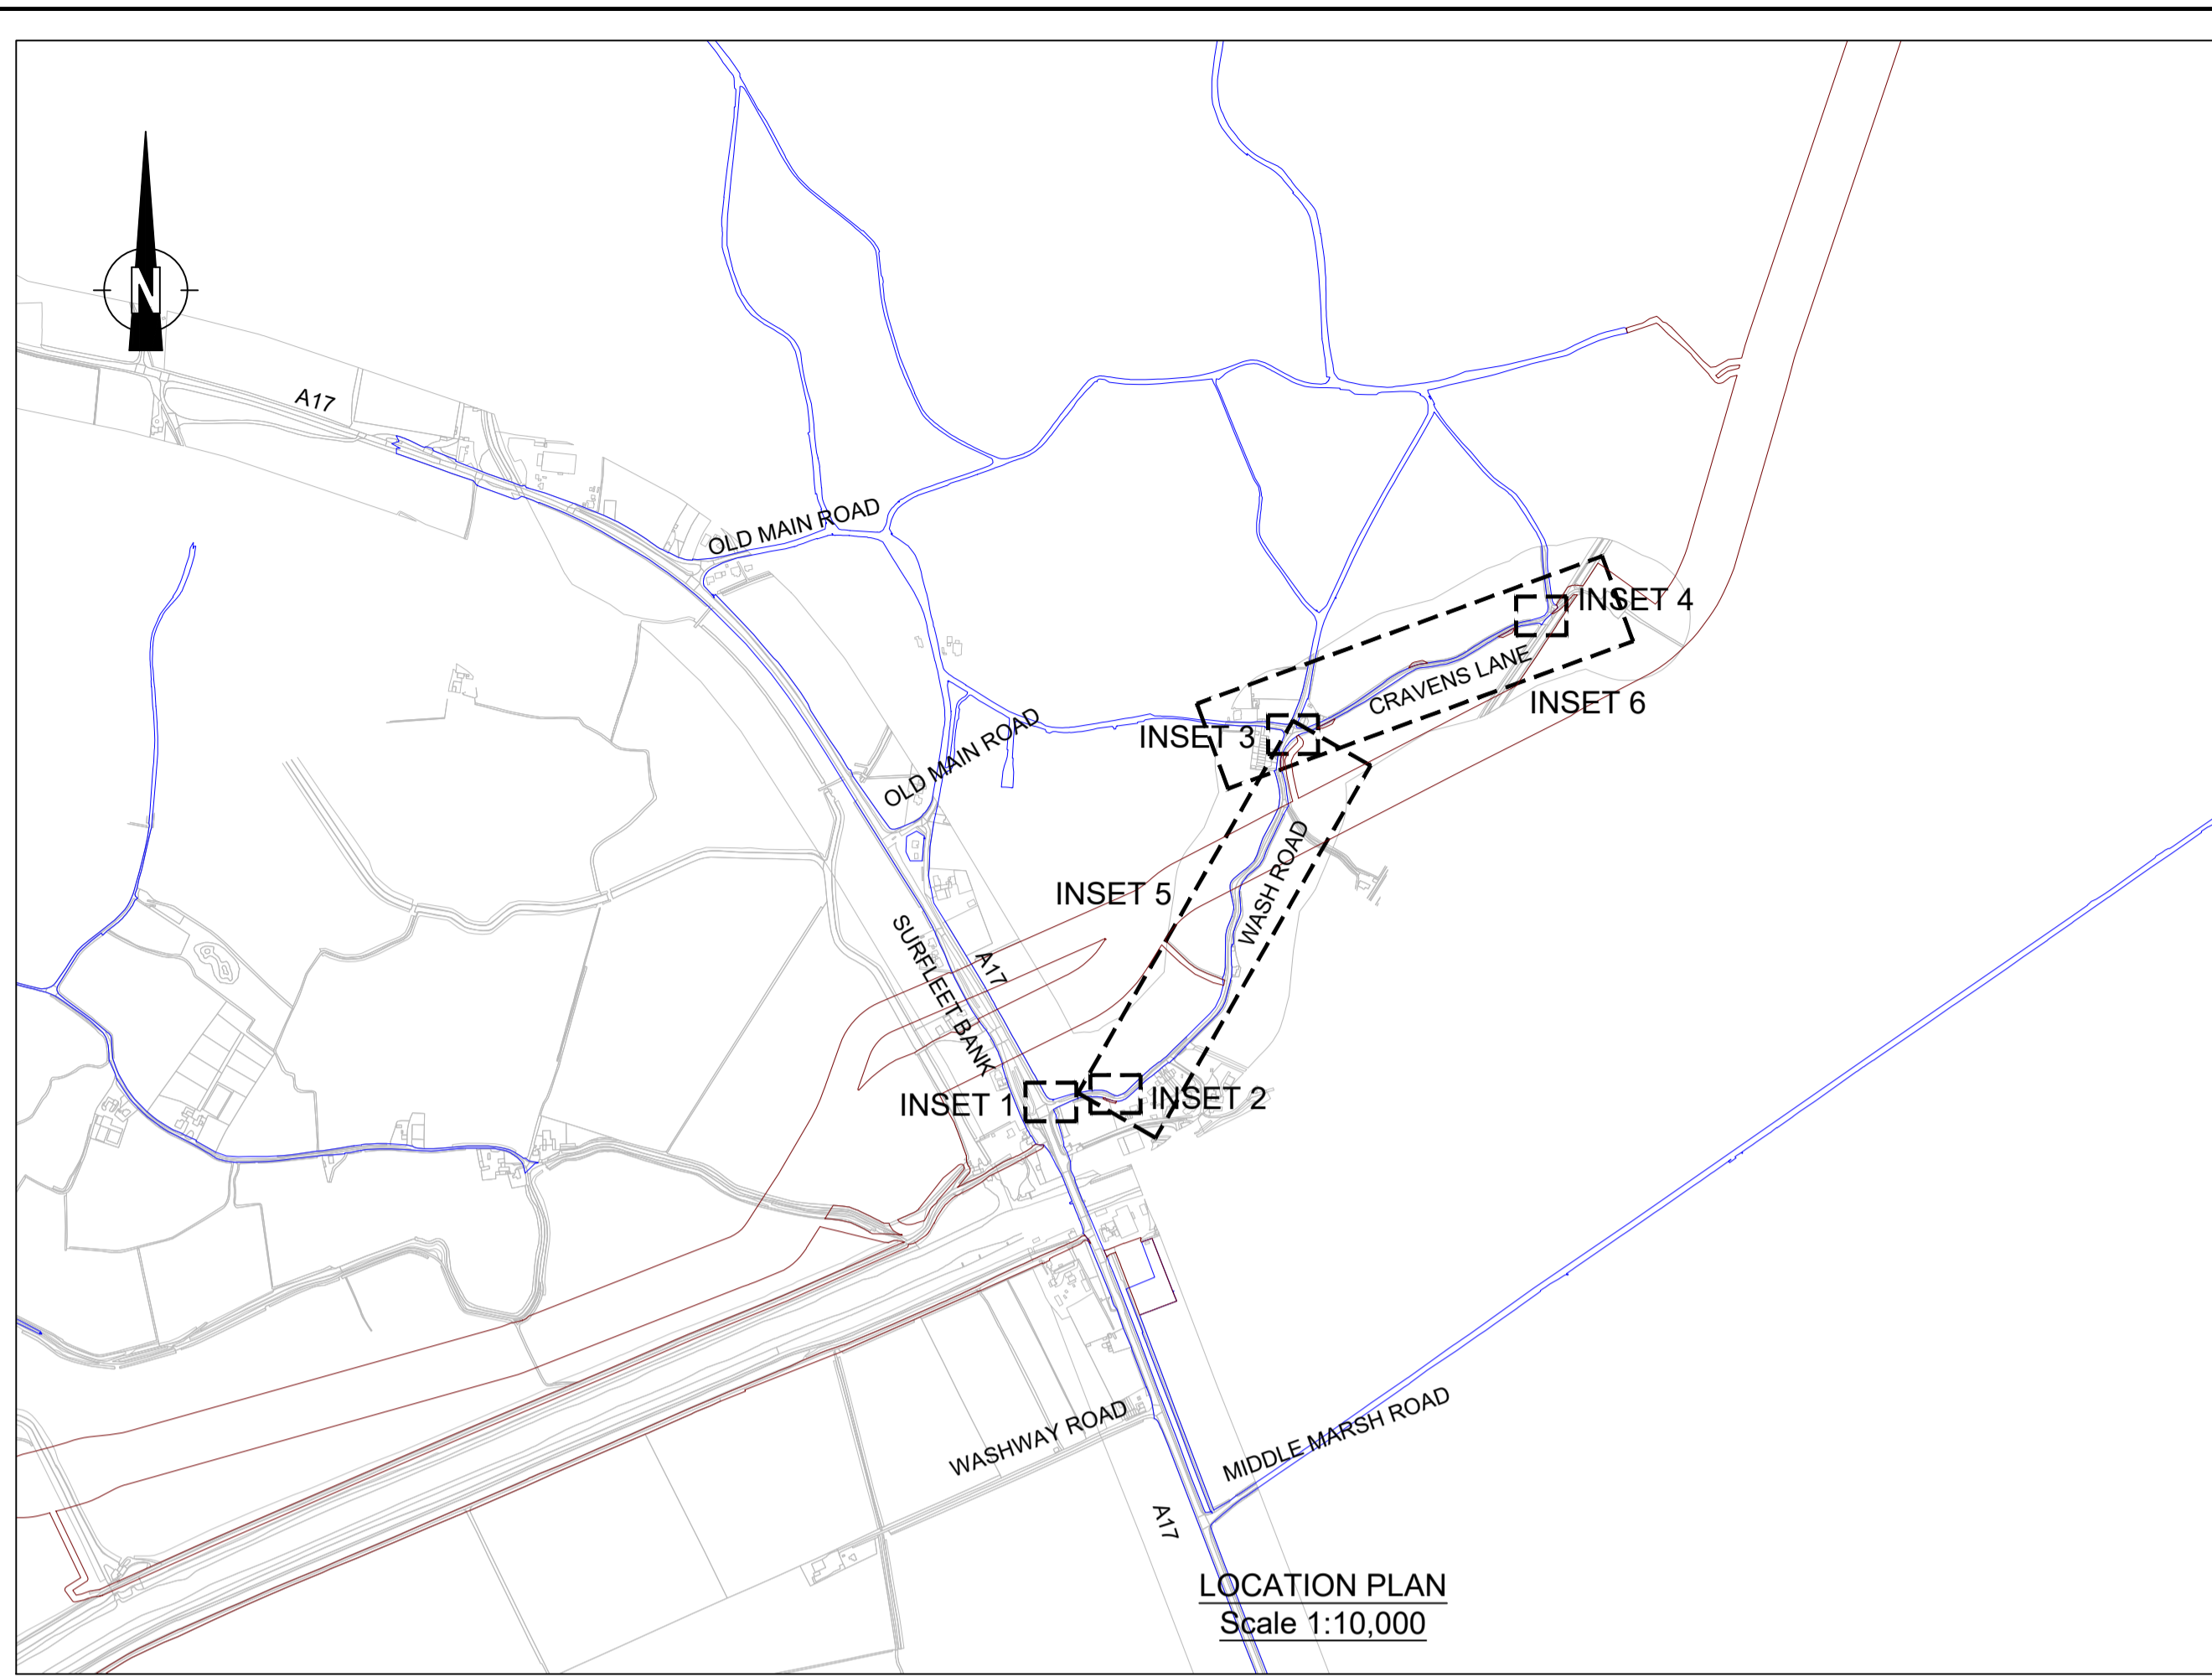 N
A17
OLD MAIN ROAD
INSET 4
CRAVENS LANE
INSET 6
OLD MAIN ROAD
INSET 3
WASH ROAD
INSET 5
SURFLEET BANK
A17
INSET 1
INSET 2
WASHWAY ROAD
MIDDLE MARSH ROAD
A17
LOCATION PLAN
Scale 1:10,000